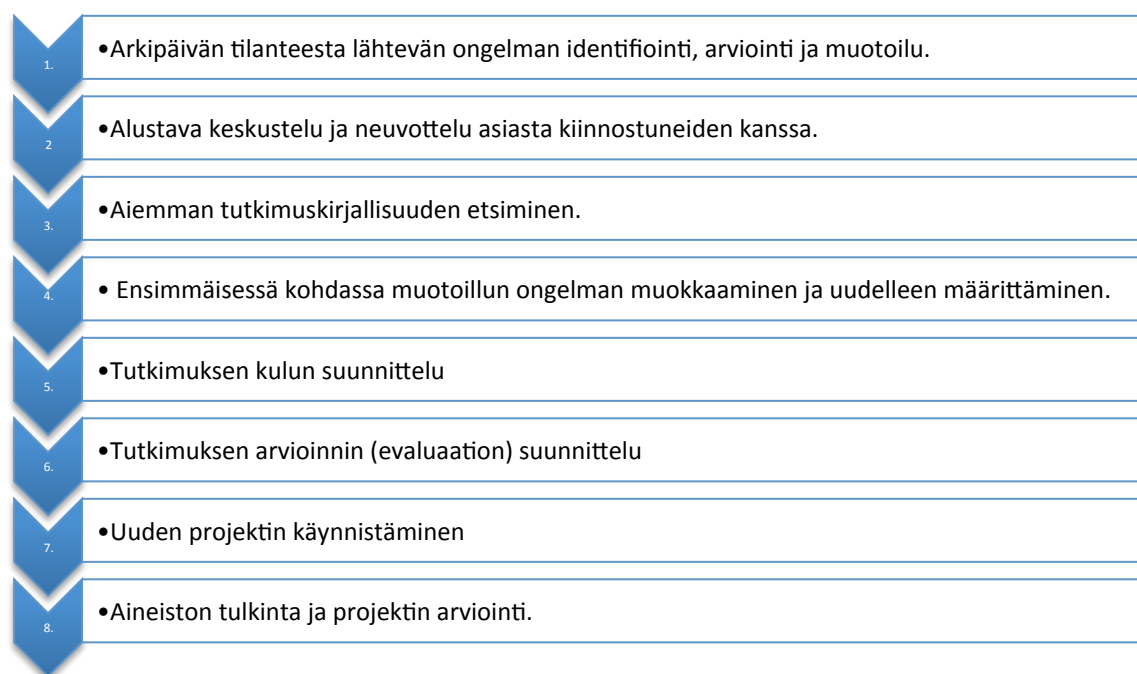 1. •Arkipäivän tilanteesta lähtevän ongelman identifiointi, arviointi ja muotoilu.
2 •Alustava keskustelu ja neuvottelu asiasta kiinnostuneiden kanssa.
3. •Aiemman tutkimuskirjallisuuden etsiminen.
4. • Ensimmäisessä kohdassa muotoillun ongelman muokkaaminen ja uudelleen määrittäminen.
5. •Tutkimuksen kulun suunnittelu
6. •Tutkimuksen arvioinnin (evaluaation) suunnittelu
7. •Uuden projektin käynnistäminen
8. •Aineiston tulkinta ja projektin arviointi.